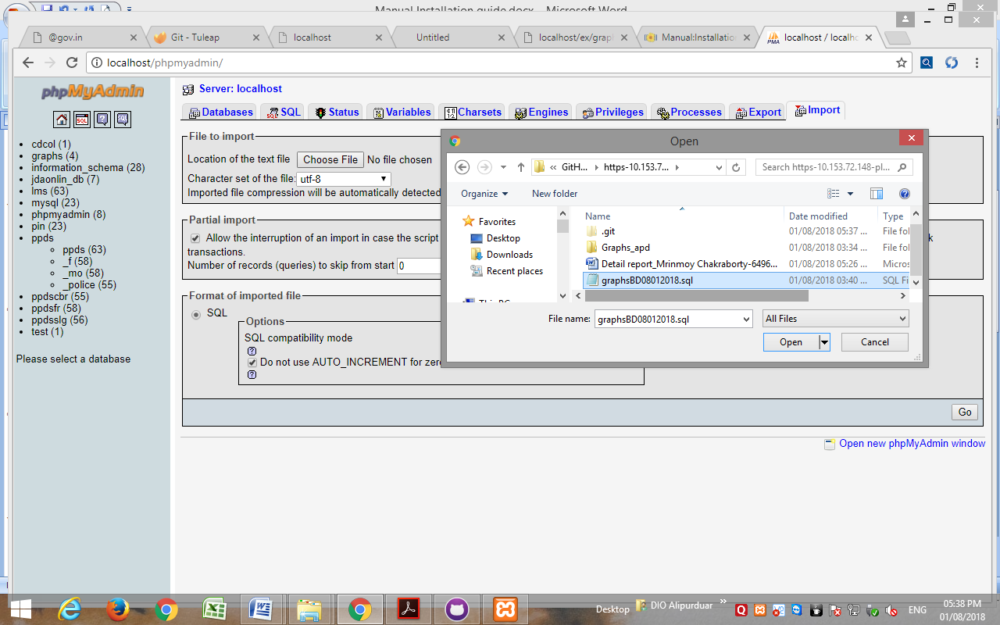 Manual Installation guide.docx - Microsoft Word
@gov.in
Git - Tuleap
localhost
Untitled
localhost/ex/grap
Manual:Installatio
localhost / localho
localhost/phpmyadmin/
phpMyAdmin
SQL
SQL
cdcol (1)
graphs (4)
information_schema (28)
jdaonlin_db (7)
lms (63)
mysql (23)
phpmyadmin (8)
pin (23)
ppds
ppds (63)
_f (58)
_mo (58)
_police (55)
ppdscbr (55)
ppdsfr (58)
ppdsslg (56)
test (1)
Please select a database
Server: localhost
Databases
SQL
Status
Variables
Charsets
Engines
Privileges
Processes
Export
Import
File to import
Location of the text file Choose File No file chosen
Character set of the file: utf-8
Imported file compression will be automatically detected
Partial import
Allow the interruption of an import in case the script
k
transactions.
Number of records (queries) to skip from start 0
Format of imported file
SQL
Options
SQL compatibility mode
Do not use AUTO_INCREMENT for zero
Go
Open new phpMyAdmin window
Open
« GitH... https-10.153.7...
Search https-10.153.72.148-pl...
Organize
New folder
Favorites
Desktop
Downloads
Recent places
This PC
Name Date modified Type
.git 01/08/2018 05:37 ... File fol
Graphs_apd 01/08/2018 03:34 ... File fol
Detail report_Mrinmoy Chakraborty-6496... 01/08/2018 05:26 ... Micros
graphsBD08012018.sql 01/08/2018 03:40 ... SQL Fi
File name: graphsBD08012018.sql
All Files
Open
Cancel
Desktop
DIO Alipurduar
»
ENG
05:38 PM
01/08/2018